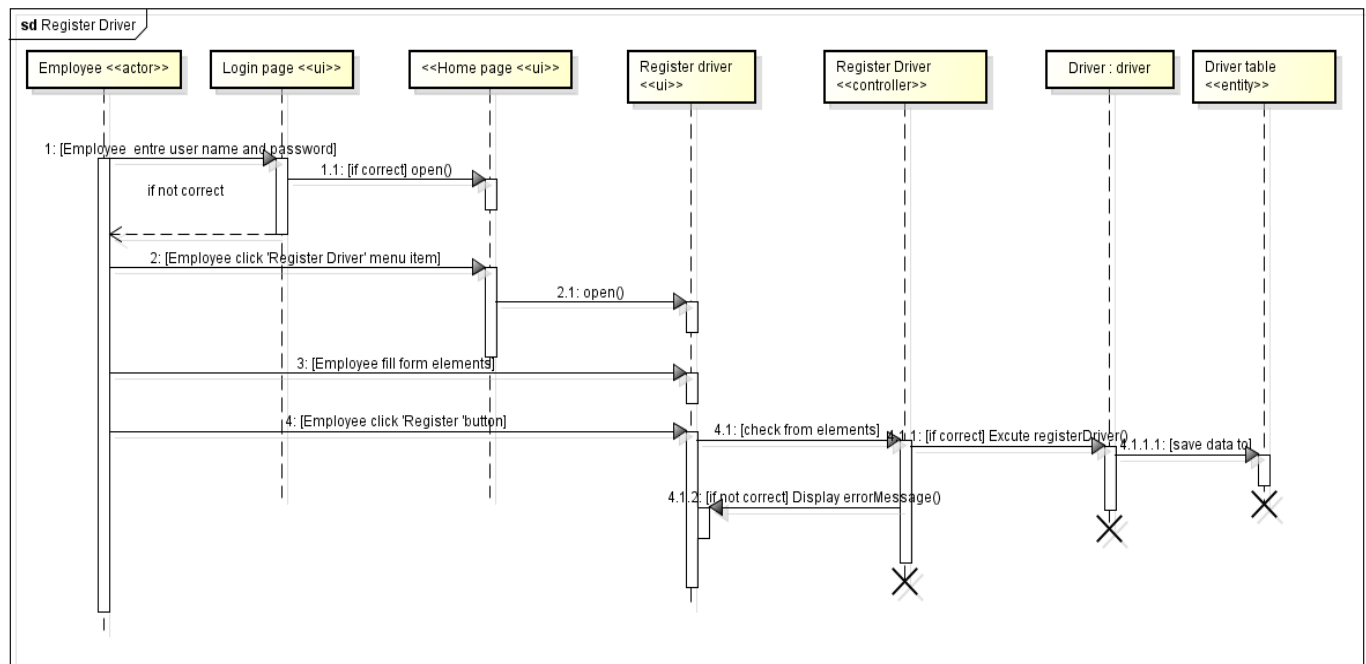 sd Register Driver
Employee <<actor>>
Login page <<ui>>
<<Home page <<ui>>
Register driver
<<ui>>
Register Driver
<<controller>>
Driver : driver
Driver table
<<entity>>
1: [Employee entre user name and password]
1.1: [if correct] open()
if not correct
2: [Employee click 'Register Driver' menu item]
2.1: open()
3: [Employee fill form elements]
4: [Employee click 'Register 'button]
4.1: [check from elements]
4.1.1: [if correct] Excute registerDriver()
4.1.1.1: [save data to]
4.1.2: [if not correct] Display errorMessage()